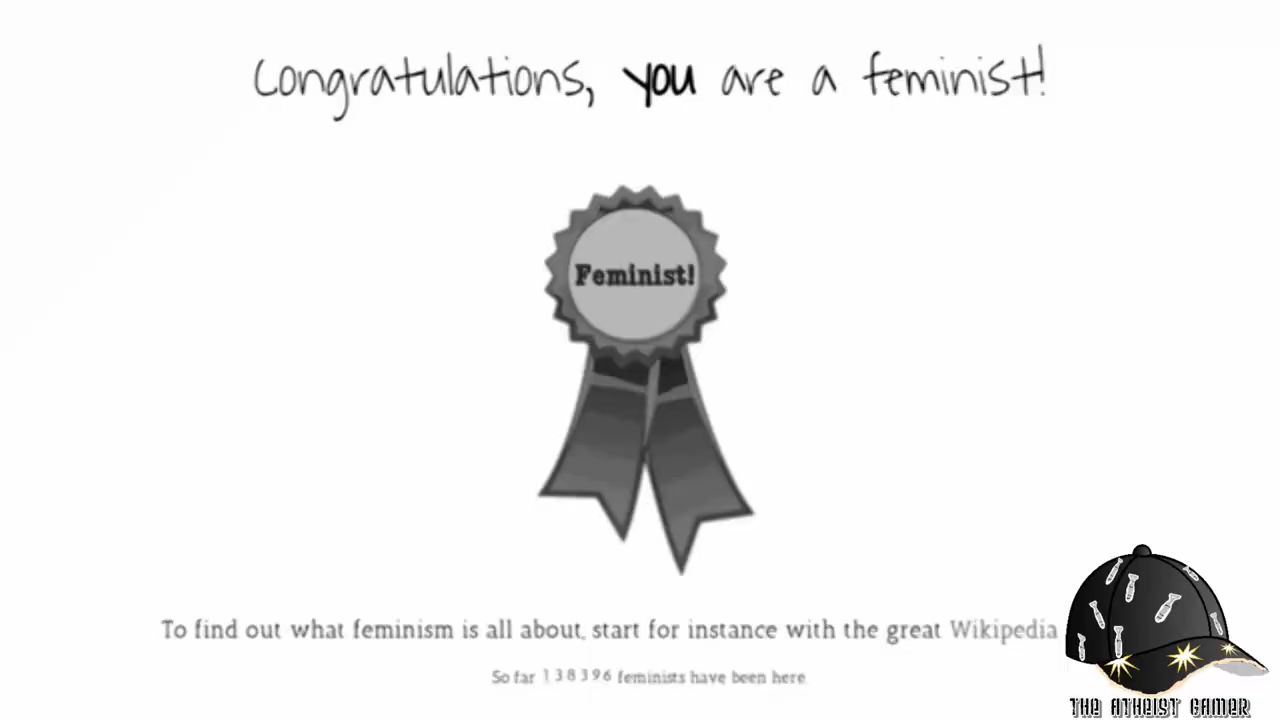 Congratulations, you are a feminist!
Feminist!
To find out what feminism is all about, start for instance with the great Wikipedia
So far 138396 feminists have been here
THE ATHEIST GAMER